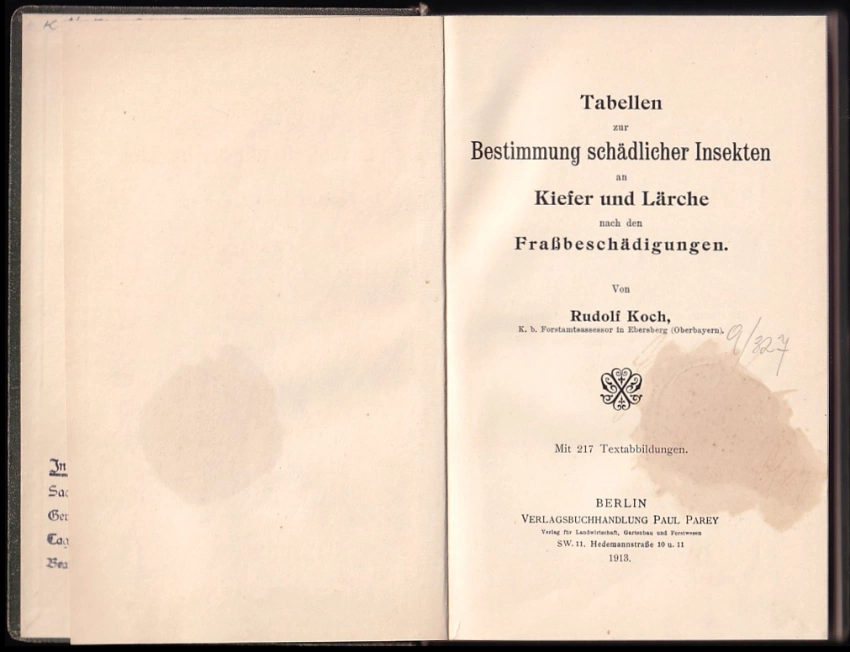 In
Tabellen
zur
Bestimmung schädlicher Insekten
an
Kiefer und Lärche
nach den
Fraßbeschädigungen.
Von
Rudolf Koch,
K. b. Forstamtsassessor in Ebersberg (Oberbayern).
9/327
Mit 217 Textabbildungen.
BERLIN
VERLAGSBUCHHANDLUNG PAUL PAREY
Verlag für Landwirtschaft, Gartenbau und Forstwesen
SW. 11. Hedemannstraße 10 u. 11
1913.